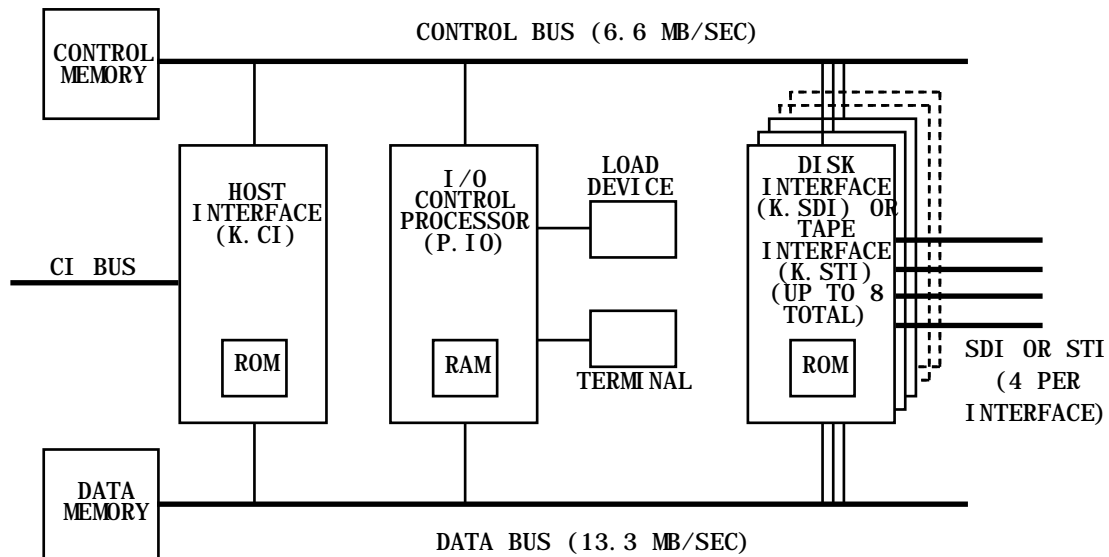 CONTROL BUS (6.6 MB/SEC)
CONTROL
MEMORY
HOST
INTERFACE
(K.CI)
ROM
I/O
CONTROL
PROCESSOR
(P.IO)
RAM
LOAD
DEVICE
TERMINAL
DISK
INTERFACE
(K.SDI) OR
TAPE
INTERFACE
(K.STI)
(UP TO 8
TOTAL)
ROM
CI BUS
SDI OR STI
(4 PER
INTERFACE)
DATA
MEMORY
DATA BUS (13.3 MB/SEC)